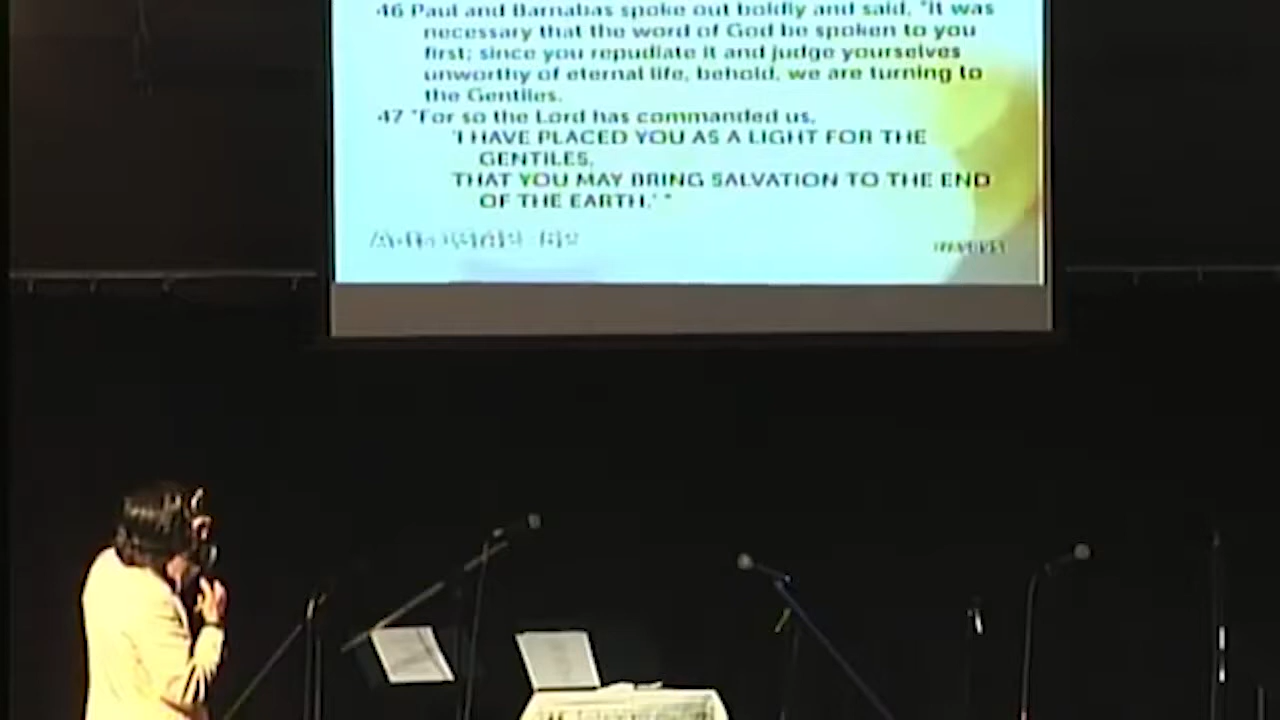 46 Paul and Barnabas spoke out boldly and said, "It was
necessary that the word of God be spoken to you
first; since you repudiate it and judge yourselves
unworthy of eternal life, behold, we are turning to
the Gentiles.
47 "For so the Lord has commanded us,
'I HAVE PLACED YOU AS A LIGHT FOR THE
GENTILES,
THAT YOU MAY BRING SALVATION TO THE END
OF THE EARTH.' "